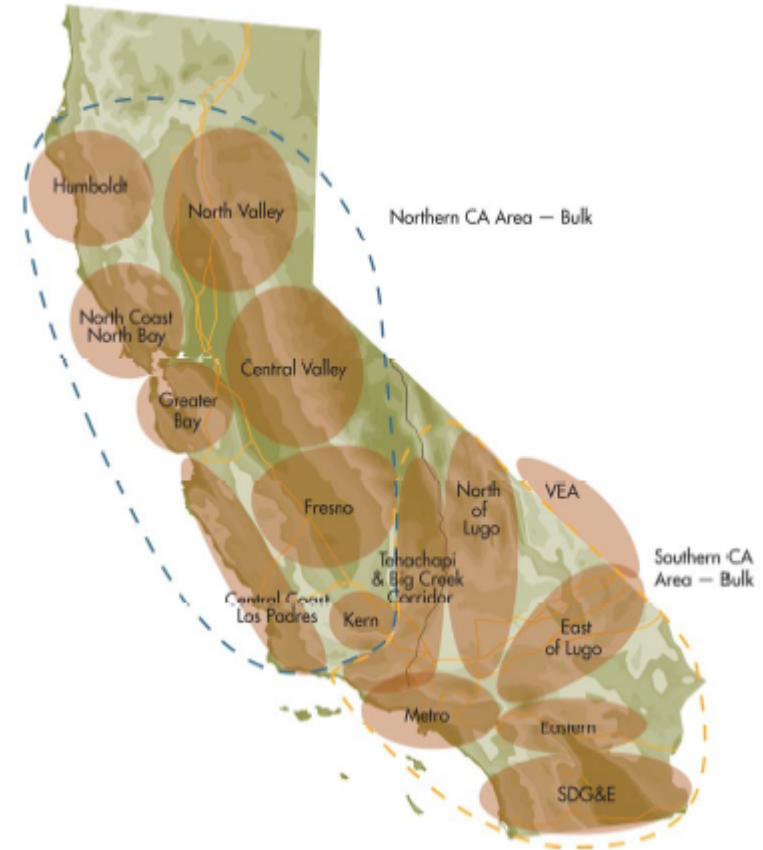 Humboldt
North Valley
Northern CA Area — Bulk
North Coast
North Bay
Central Valley
Greater
Bay
Fresno
North
of
Lugo
VEA
Tehachapi
& Big Creek
Corridor
Southern CA
Area — Bulk
Central Coast
Los Padres
Kern
East
of Lugo
Metro
Eastern
SDG&E